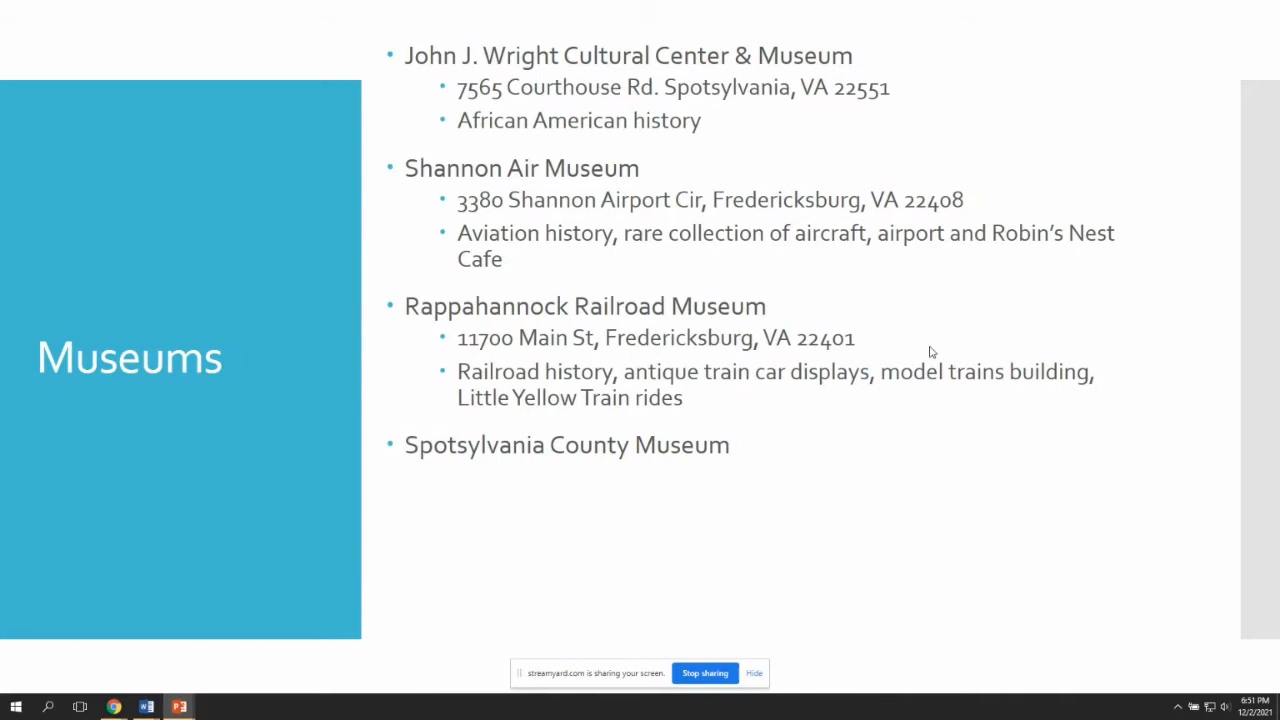 John J. Wright Cultural Center & Museum
7565 Courthouse Rd. Spotsylvania, VA 22551
African American history
Shannon Air Museum
3380 Shannon Airport Cir, Fredericksburg, VA 22408
Aviation history, rare collection of aircraft, airport and Robin's Nest
Cafe
Rappahannock Railroad Museum
11700 Main St, Fredericksburg, VA 22401
Railroad history, antique train car displays, model trains building,
Little Yellow Train rides
Spotsylvania County Museum
Museums
streamyard.com is sharing your screen.
Stop sharing
Hide
6:51 PM
12/2/2021